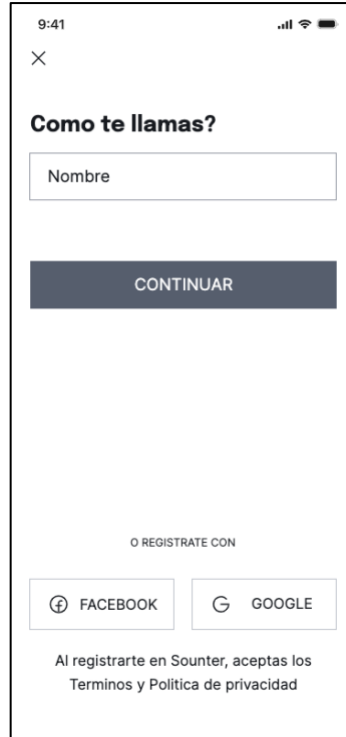 9:41
Como te llamas?
Nombre
CONTINUAR
O REGISTRATE CON
FACEBOOK
GOOGLE
Al registrarte en Sounter, aceptas los
Terminos y Politica de privacidad